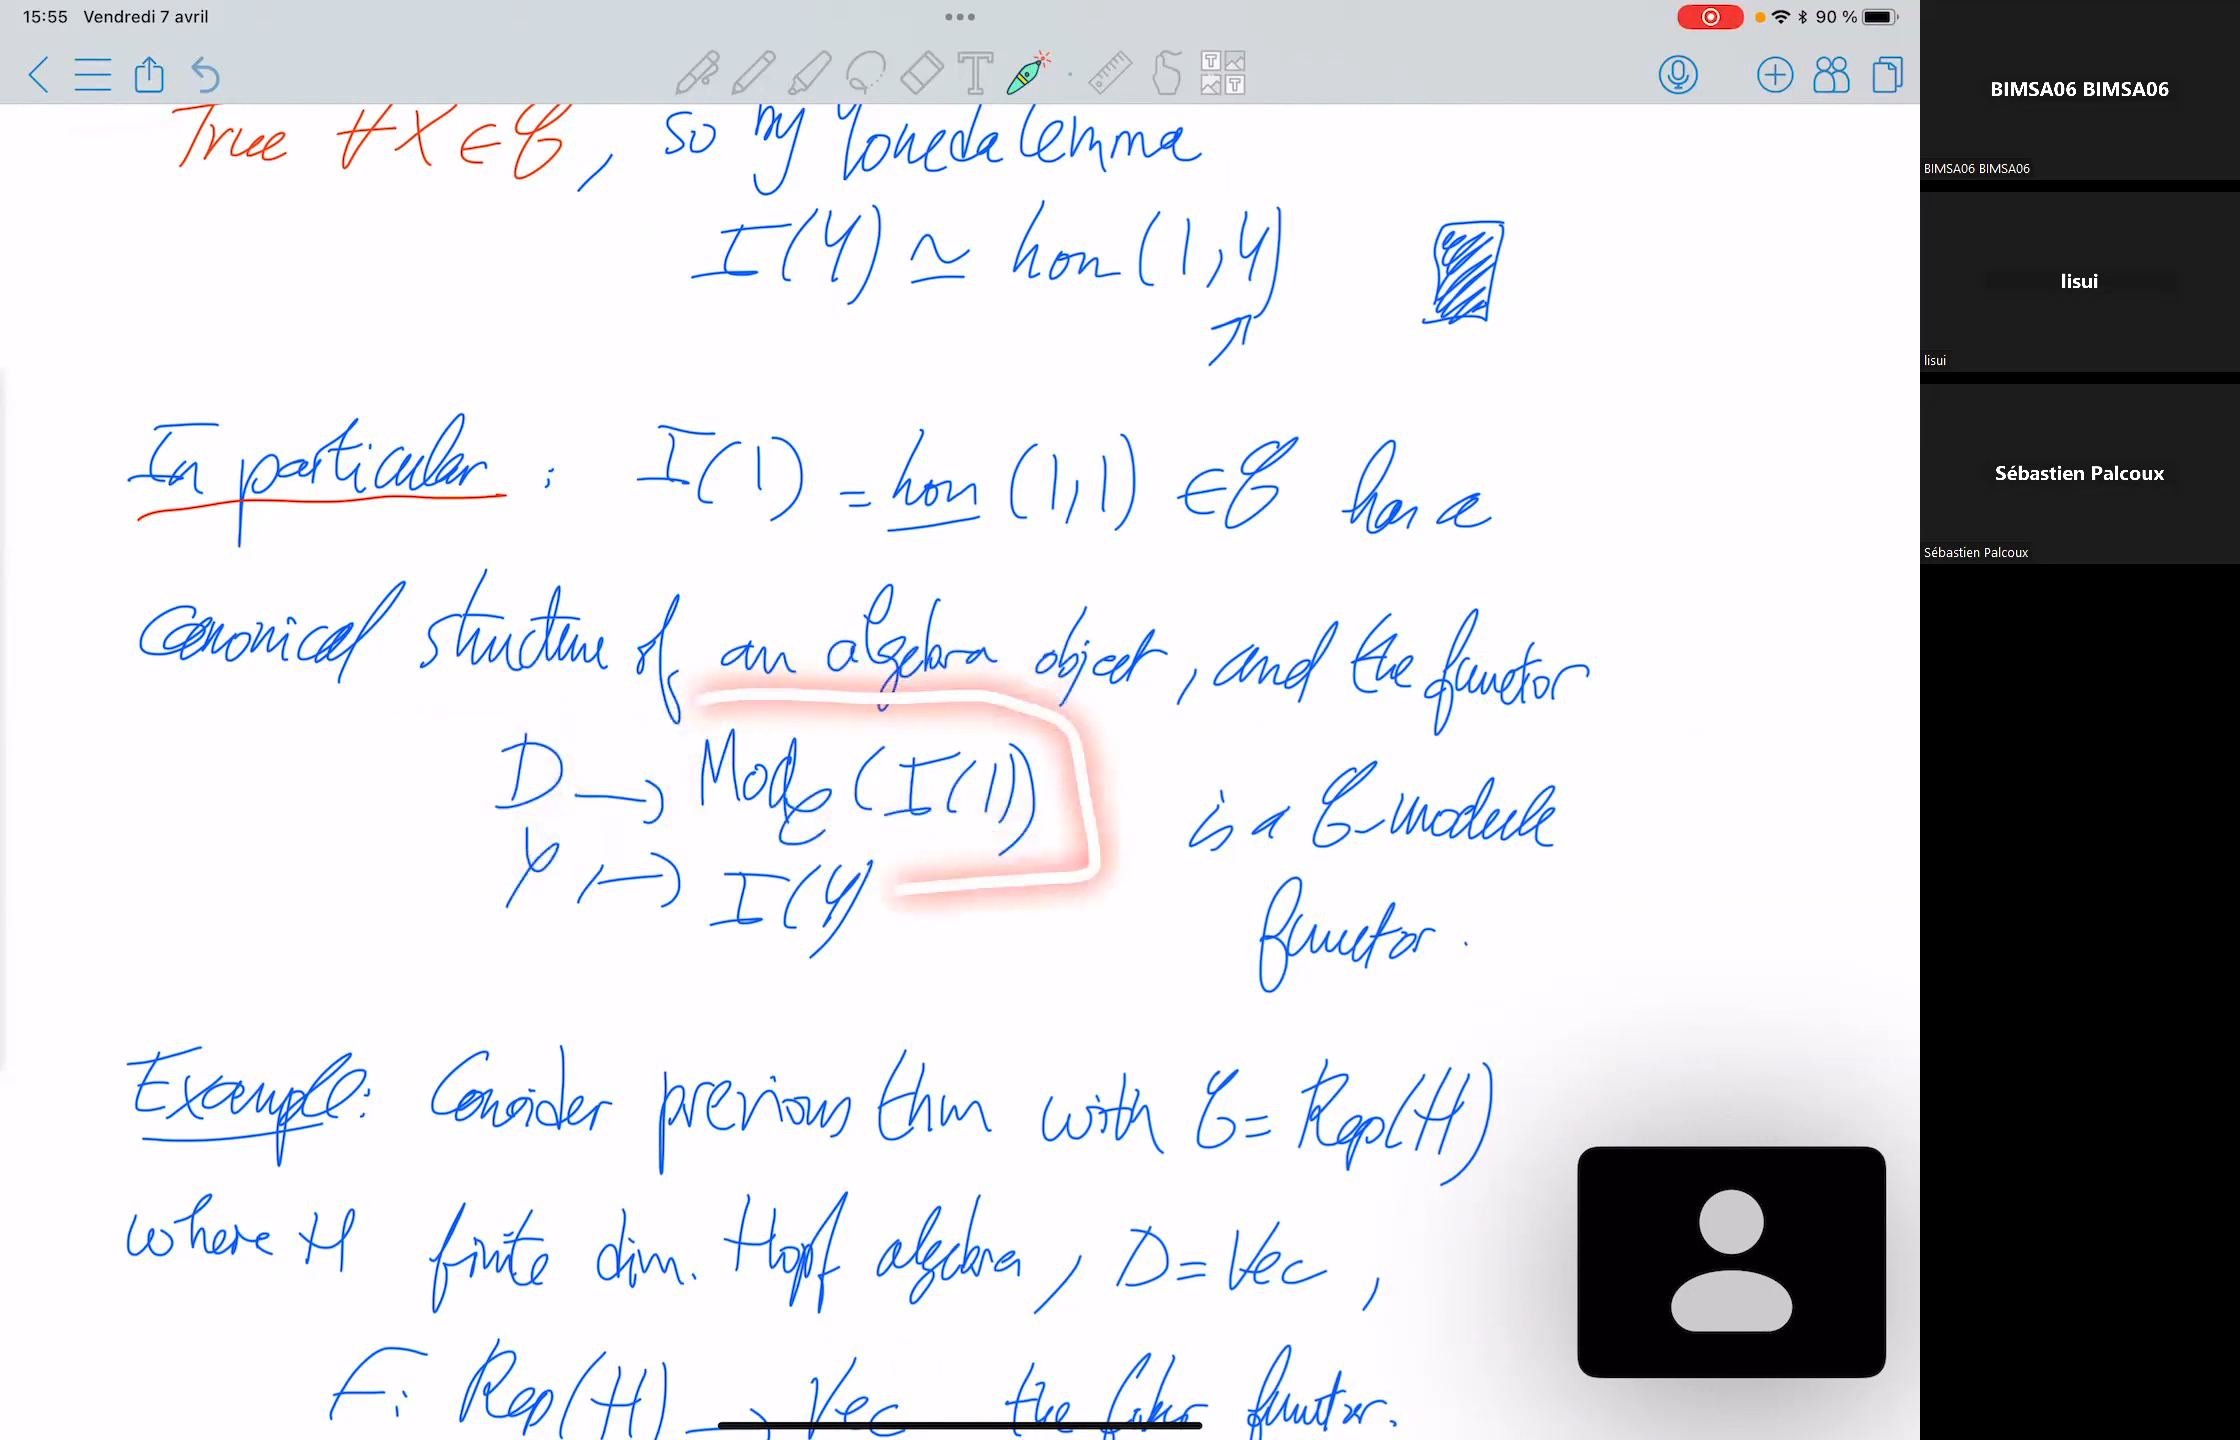 15:55 Vendredi 7 avril
90 %
True ∀X ∈ 𝒞, so by Yoneda lemma
I(Y) ≃ hom(1,Y)
In particular: I(1) = hom(1,1) ∈ 𝒞 has a
canonical structure of an algebra object, and the functor
D → Mod_𝒞(I(1))
Y ↦ I(Y)
is a 𝒞-module
functor.
Example: Consider previous thm with 𝒞 = Rep(H)
where H finite dim. Hopf algebra, D = Vec,
F: Rep(H) → Vec the fiber functor.
BIMSA06 BIMSA06
BIMSA06 BIMSA06
lisui
lisui
Sébastien Palcoux
Sébastien Palcoux